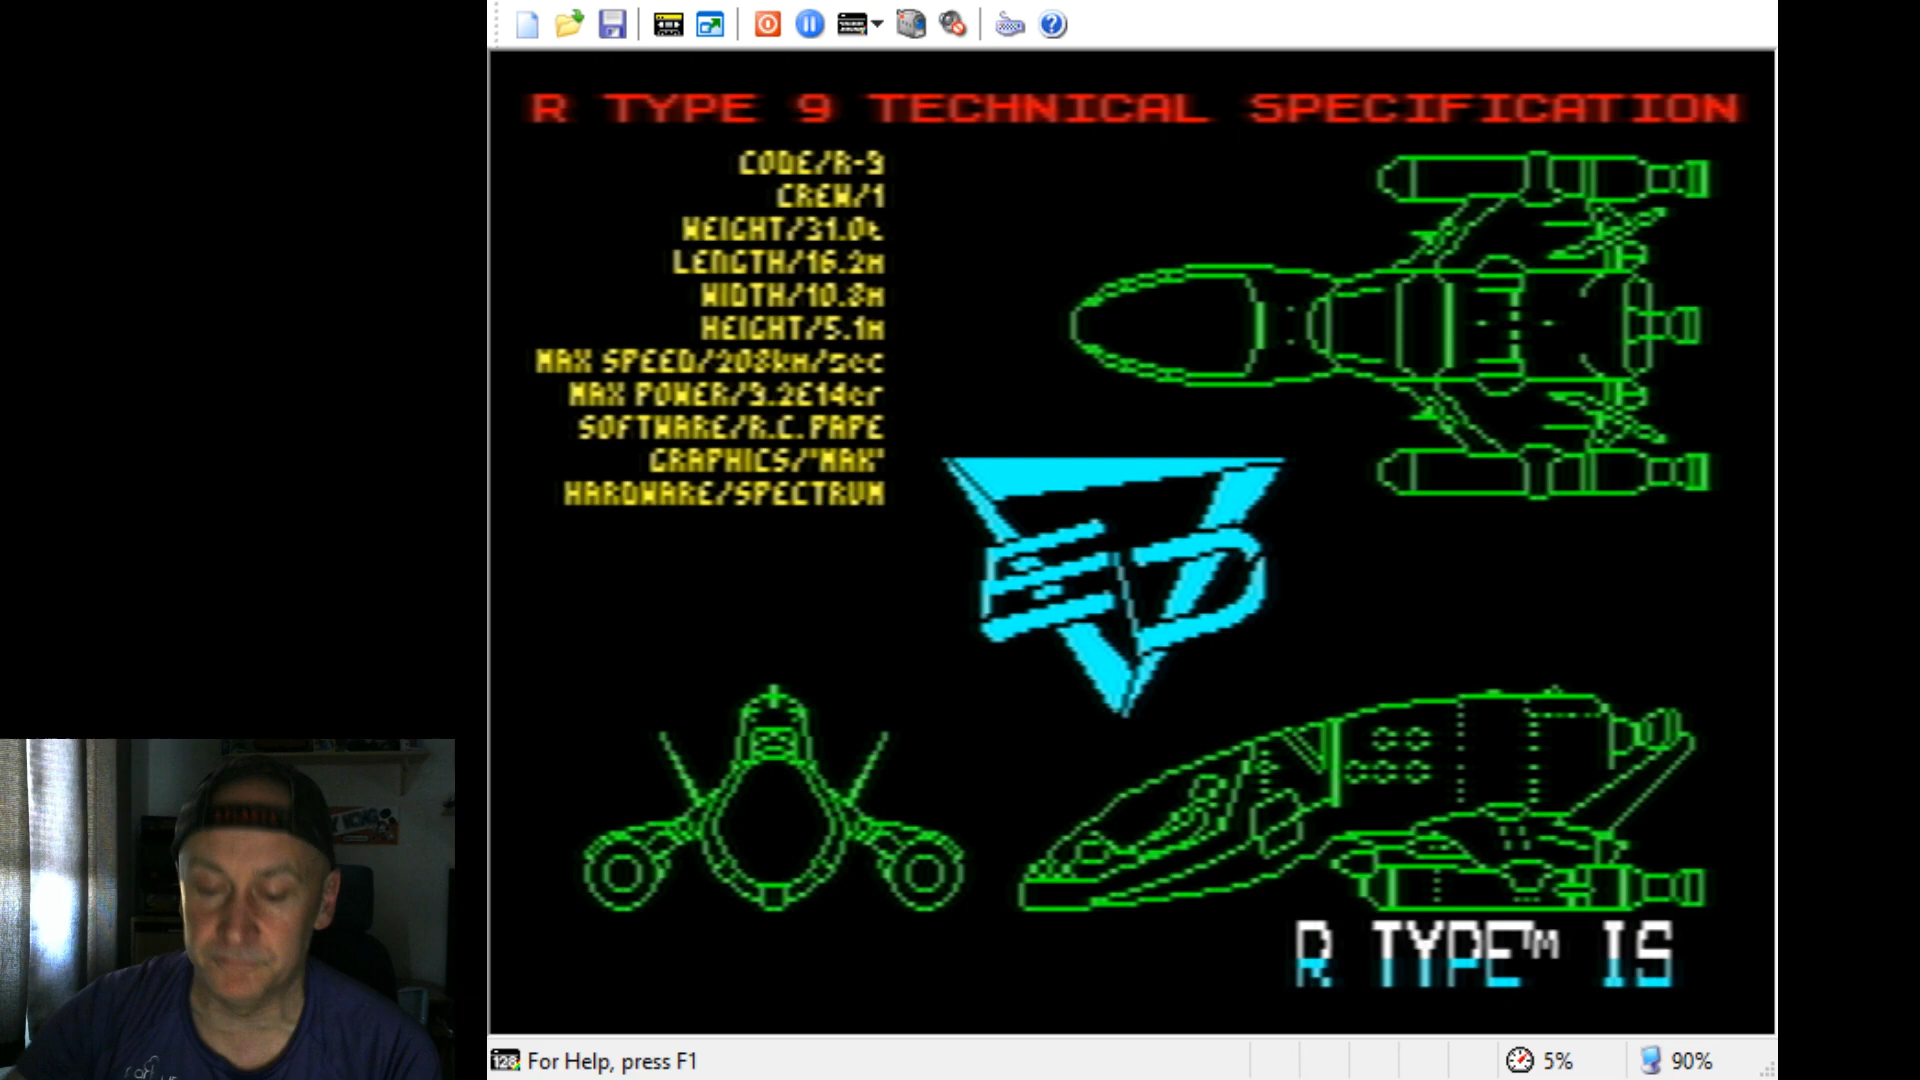 R TYPE 9 TECHNICAL SPECIFICATION
CODE/R-9
CREW/1
WEIGHT/31.0t
LENGTH/16.2M
WIDTH/10.8M
HEIGHT/5.1M
MAX SPEED/208km/sec
MAX POWER/9.2E14er
SOFTWARE/R.C.PAPE
GRAPHICS/"MAK"
HARDWARE/SPECTRUM
ED
R TYPE™ IS
128
For Help, press F1
5%
90%